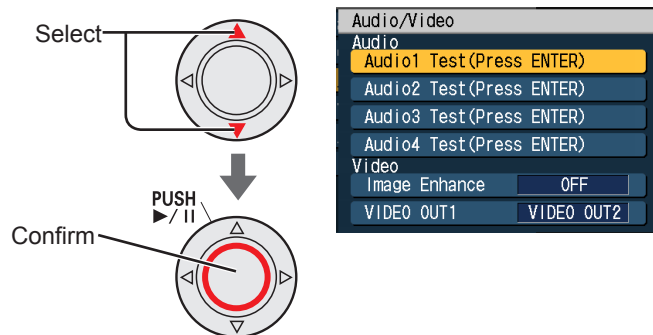 Select
PUSH
►/II
Confirm
Audio/Video
Audio
Audio1 Test(Press ENTER)
Audio2 Test(Press ENTER)
Audio3 Test(Press ENTER)
Audio4 Test(Press ENTER)
Video
Image Enhance OFF
VIDEO OUT1 VIDEO OUT2